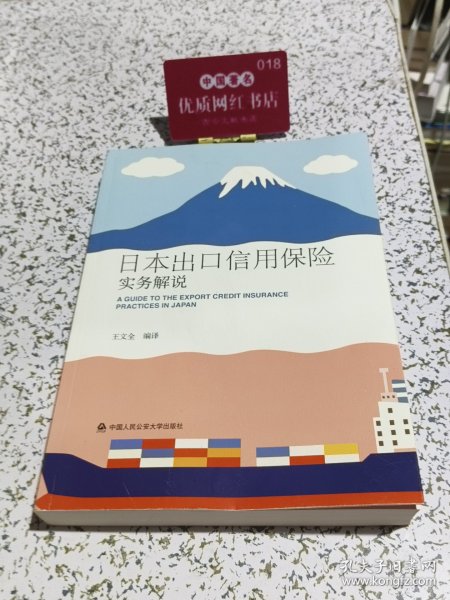 018
中国著名
优质网红书店
日本出口信用保险
实务解说
A GUIDE TO THE EXPORT CREDIT INSURANCE
PRACTICES IN JAPAN
王文全 编译
中国人民公安大学出版社
孔夫子旧书网
www.kongfz.com